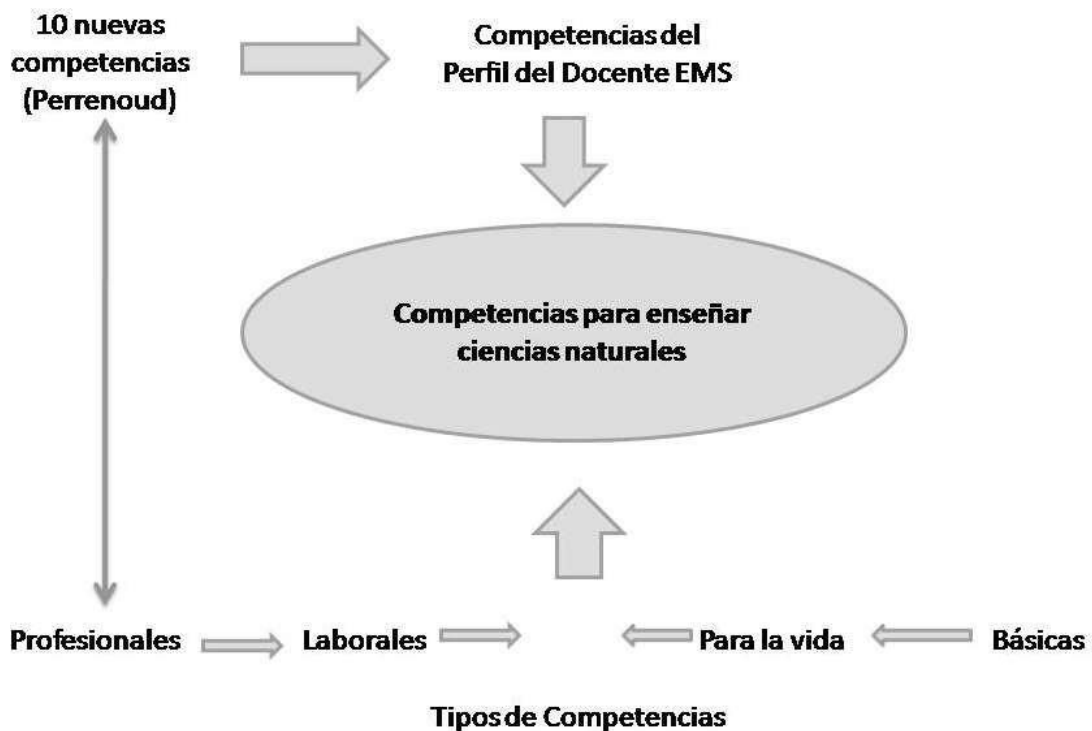 10 nuevas
competencias
(Perrenoud)
Competencias del
Perfil del Docente EMS
Competencias para enseñar
ciencias naturales
Profesionales
Laborales
Para la vida
Básicas
Tipos de Competencias